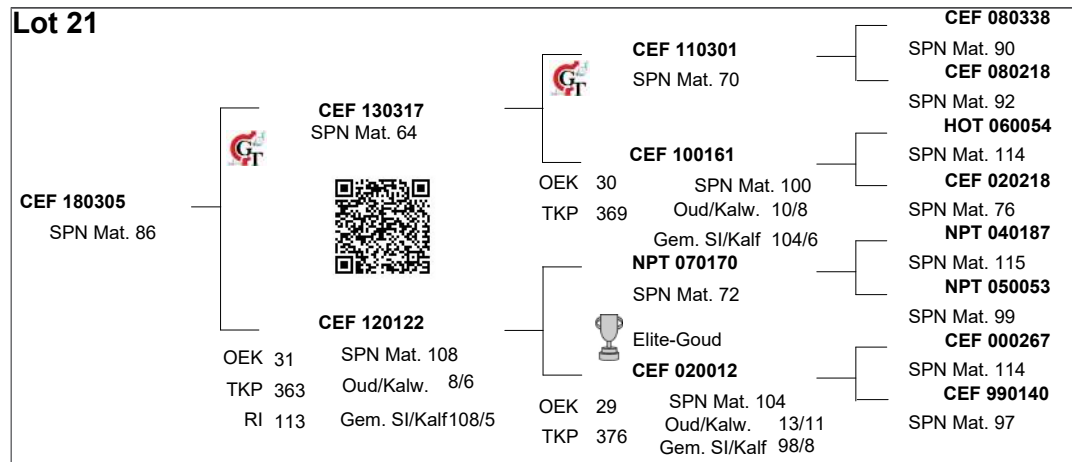 Lot 21
CEF 180305
SPN Mat. 86
GT
CEF 130317
SPN Mat. 64
CEF 120122
OEK 31 SPN Mat. 108
TKP 363 Oud/Kalw. 8/6
RI 113 Gem. SI/Kalf108/5
GT
CEF 110301
SPN Mat. 70
CEF 100161
OEK 30 SPN Mat. 100
TKP 369 Oud/Kalw. 10/8
Gem. SI/Kalf 104/6
NPT 070170
SPN Mat. 72
Elite-Goud
CEF 020012
OEK 29 SPN Mat. 104
Oud/Kalw. 13/11
TKP 376
Gem. SI/Kalf 98/8
CEF 080338
SPN Mat. 90
CEF 080218
SPN Mat. 92
HOT 060054
SPN Mat. 114
CEF 020218
SPN Mat. 76
NPT 040187
SPN Mat. 115
NPT 050053
SPN Mat. 99
CEF 000267
SPN Mat. 114
CEF 990140
SPN Mat. 97